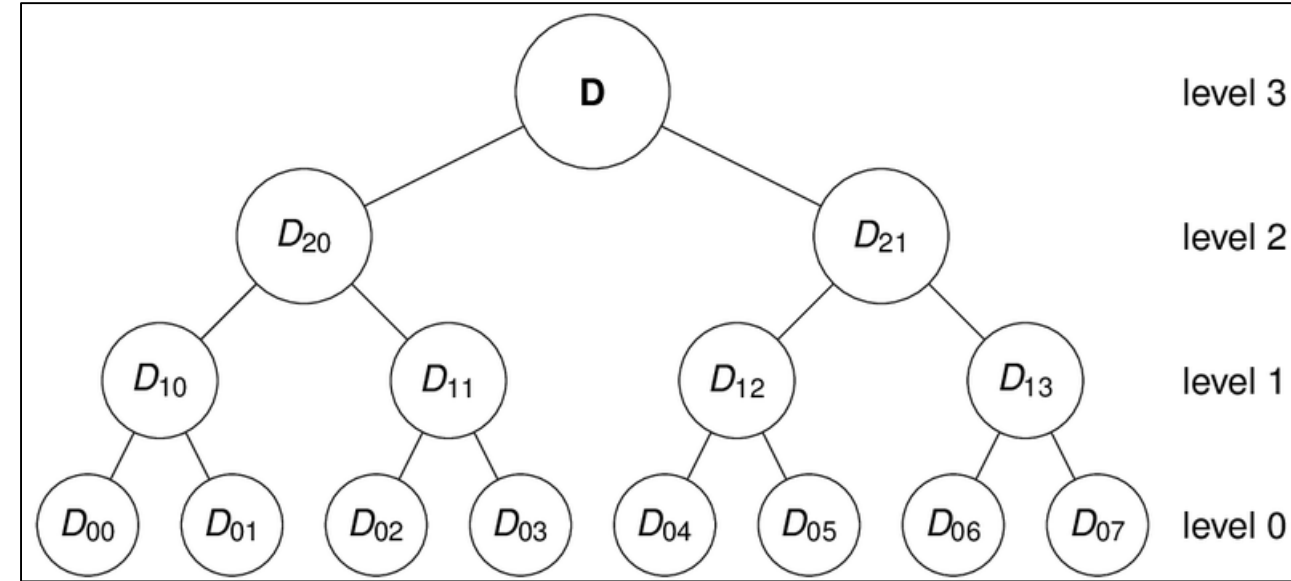 D level 3
D₂₀ D₂₁ level 2
D₁₀ D₁₁ D₁₂ D₁₃ level 1
D₀₀ D₀₁ D₀₂ D₀₃ D₀₄ D₀₅ D₀₆ D₀₇ level 0